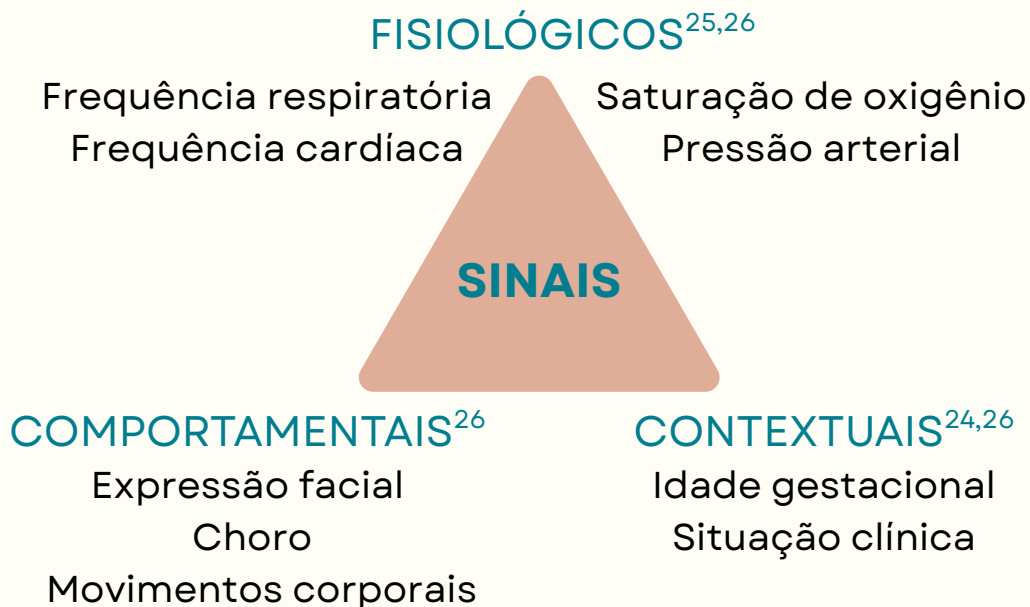 FISIOLÓGICOS25,26
Frequência respiratória
Frequência cardíaca
Saturação de oxigênio
Pressão arterial
SINAIS
COMPORTAMENTAIS26
Expressão facial
Choro
Movimentos corporais
CONTEXTUAIS24,26
Idade gestacional
Situação clínica